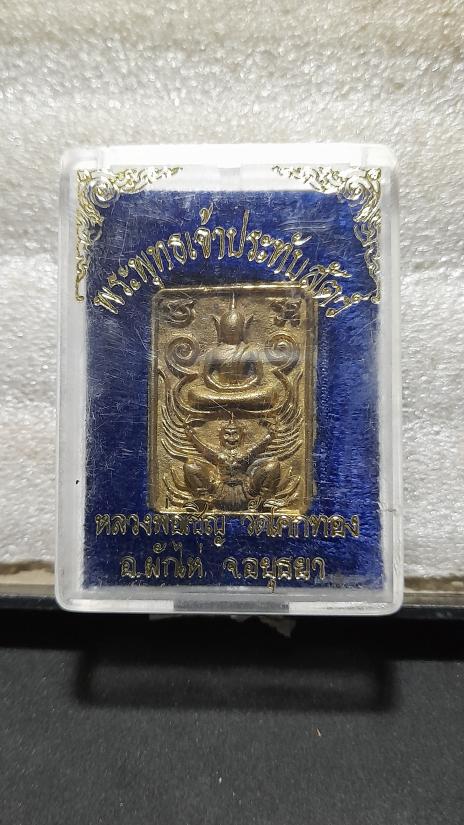 พระพุทธเจ้าประทับสัตว์
หลวงพ่อเชิญ วัดโคกทอง
อ.ผักไห่ จ.อยุธยา